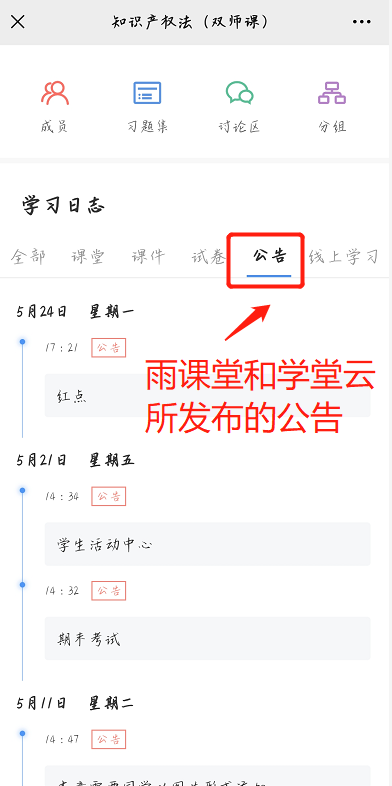 知识产权法（双师课）
成员 习题集 讨论区 分组
学习日志
全部 课堂 课件 试卷 公告 线上学习
5月24日 星期一
17:21 公告
红点
雨课堂和学堂云
所发布的公告
5月21日 星期五
14:34 公告
学生活动中心
14:32 公告
期末考试
5月11日 星期二
14:47 公告